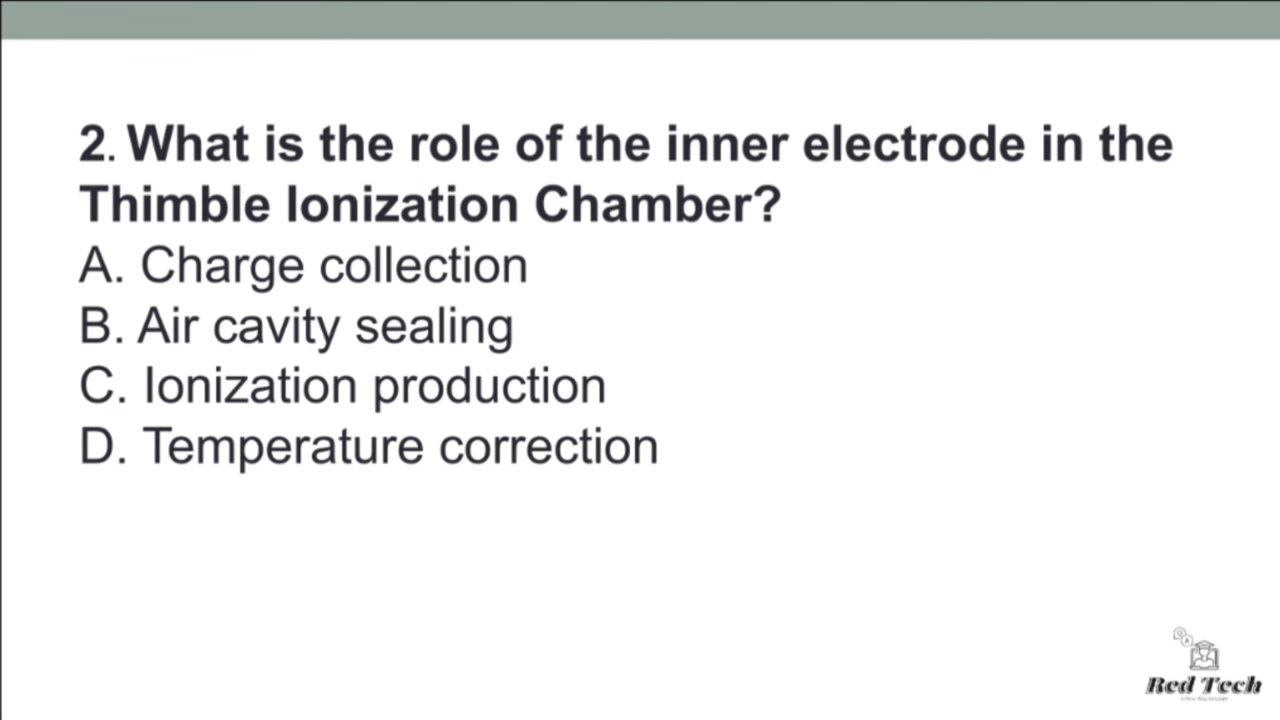 2. What is the role of the inner electrode in the
Thimble Ionization Chamber?
A. Charge collection
B. Air cavity sealing
C. Ionization production
D. Temperature correction
Red Tech